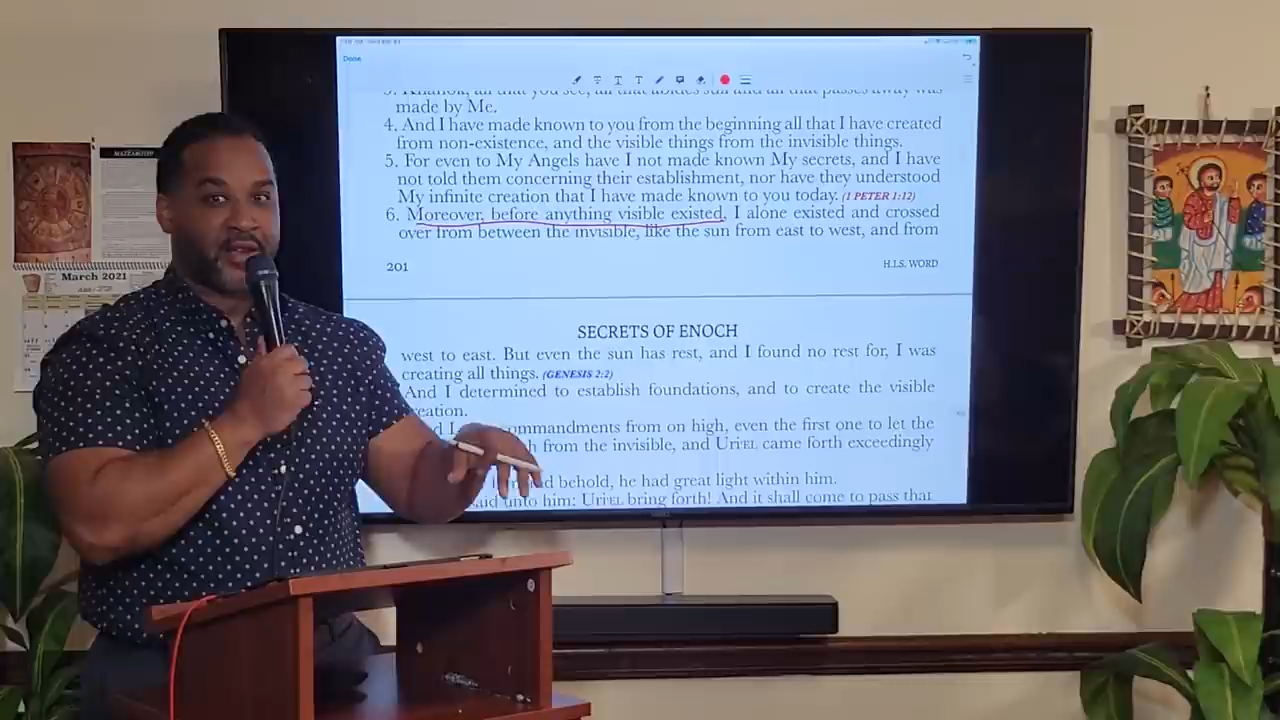 MAZZAROTH
March 2021
Done
made by Me.
4. And I have made known to you from the beginning all that I have created
from non-existence, and the visible things from the invisible things.
5. For even to My Angels have I not made known My secrets, and I have
not told them concerning their establishment, nor have they understood
My infinite creation that I have made known to you today. (1 PETER 1:12)
6. Moreover, before anything visible existed, I alone existed and crossed
over from between the invisible, like the sun from east to west, and from
201 H.I.S. WORD
SECRETS OF ENOCH
west to east. But even the sun has rest, and I found no rest for, I was
creating all things. (GENESIS 2:2)
And I determined to establish foundations, and to create the visible
reation.
ommandments from on high, even the first one to let the
from the invisible, and Uri'EL came forth exceedingly
d behold, he had great light within him.
unto him: Uri'EL bring forth! And it shall come to pass that